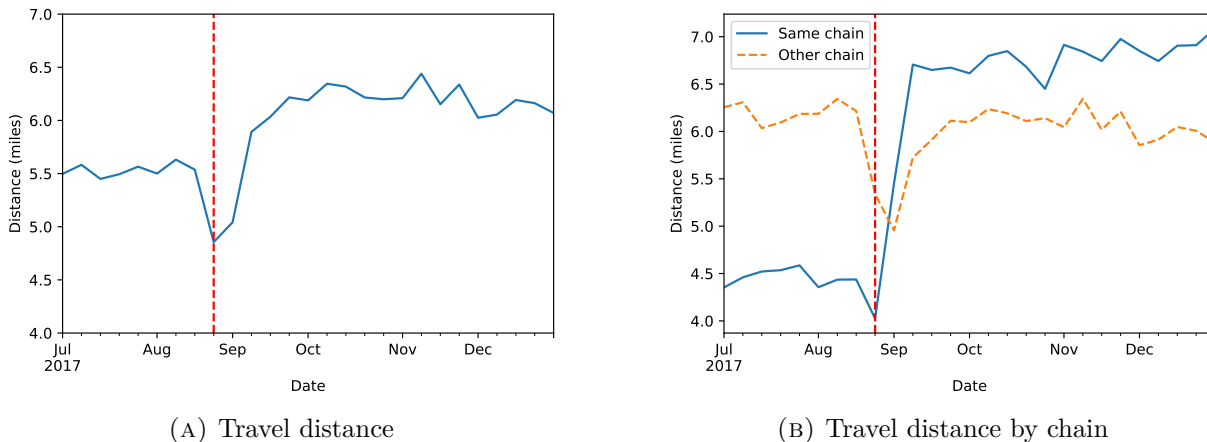 7.0
6.5
6.0
5.5
5.0
4.5
4.0
Distance (miles)
Jul Aug Sep Oct Nov Dec
2017
Date
(A) Travel distance
Same chain
Other chain
7.0
6.5
6.0
5.5
5.0
4.5
4.0
Distance (miles)
Jul Aug Sep Oct Nov Dec
2017
Date
(B) Travel distance by chain